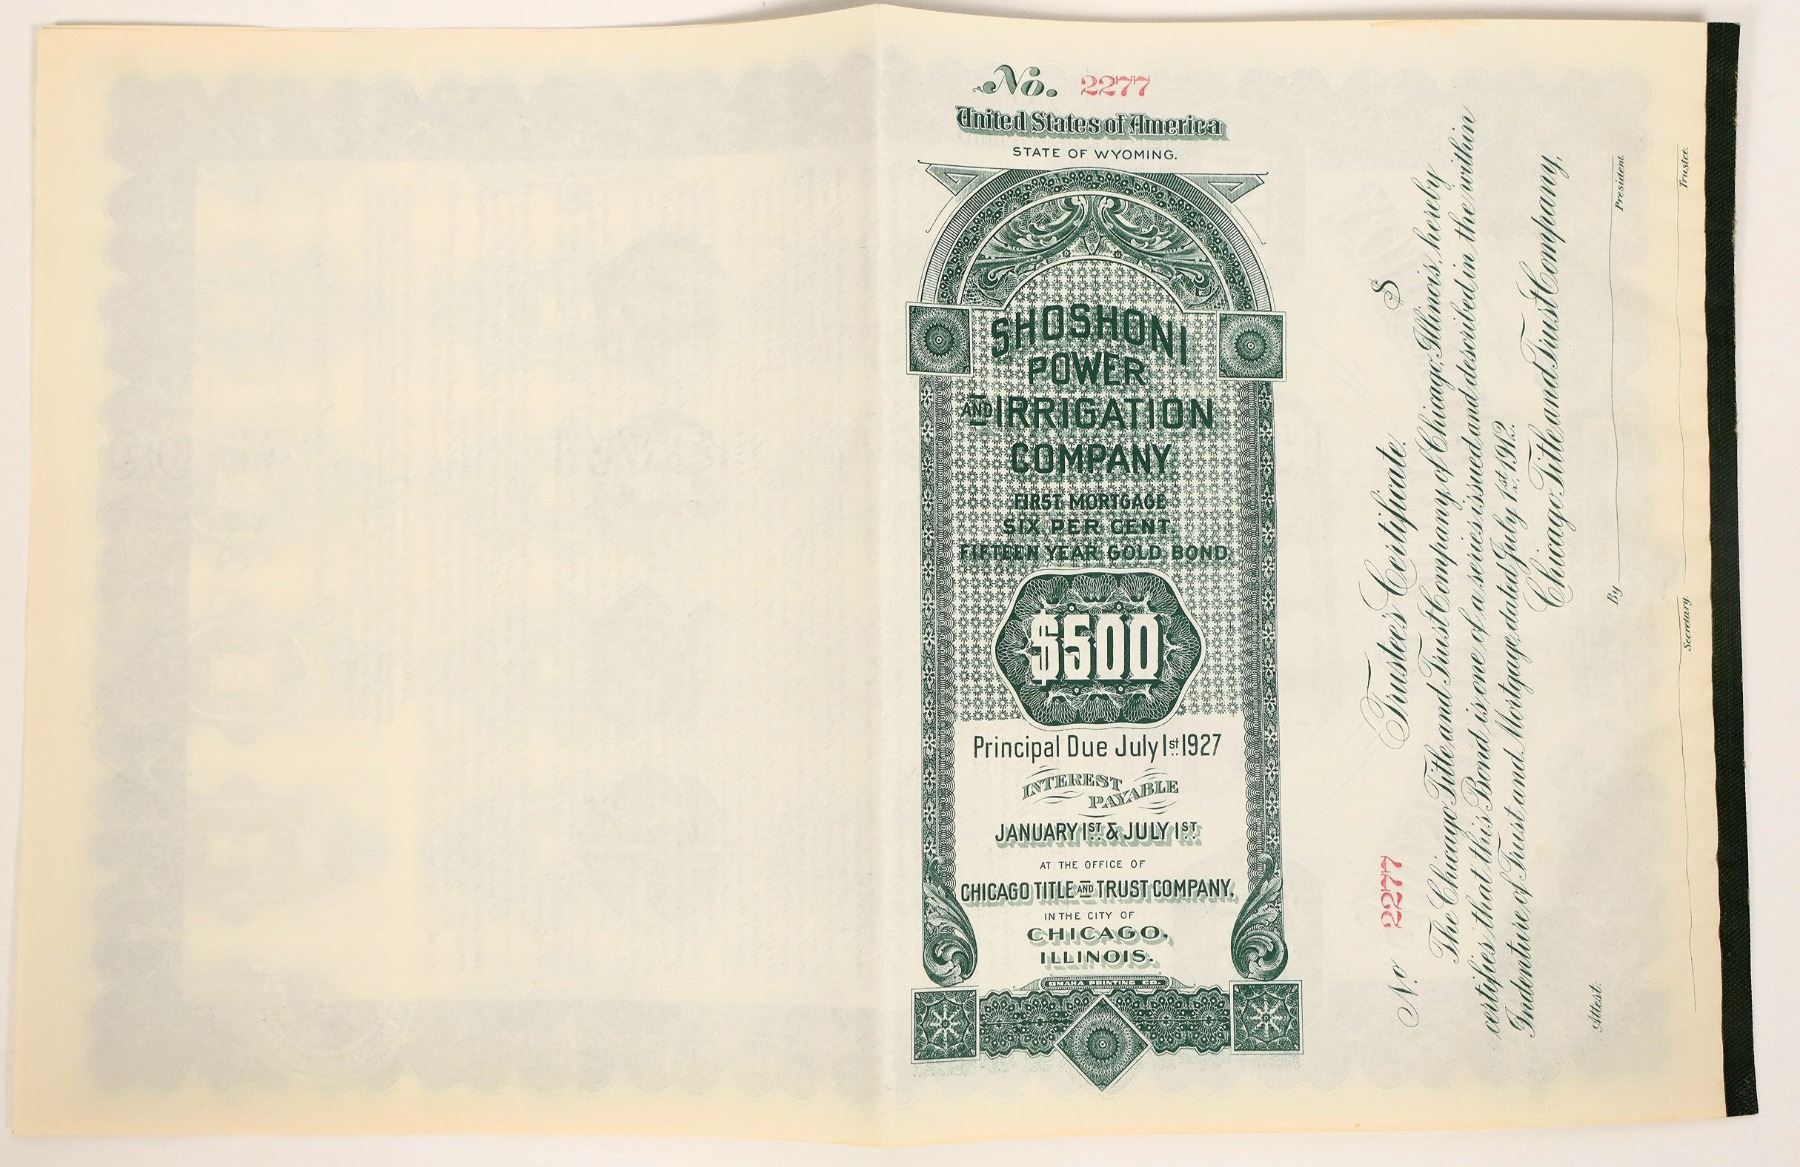 No. 2277
United States of America
STATE OF WYOMING.
SHOSHONI
POWER
AND IRRIGATION
COMPANY
FIRST MORTGAGE
SIX PER CENT.
FIFTEEN YEAR GOLD BOND.
$500
Principal Due July 1st 1927
INTEREST
PAYABLE
JANUARY 1ST & JULY 1ST.
AT THE OFFICE OF
CHICAGO TITLE AND TRUST COMPANY,
IN THE CITY OF
CHICAGO,
ILLINOIS.
OMAHA PRINTING CO.
No 2277 $
Trustee's Certificate.
The Chicago Title and Trust Company, of Chicago, Illinois, hereby
certifies that this Bond is one of a series issued and described in the within
Indenture of Trust and Mortgage, dated July 1st, 1912.
Chicago Title and Trust Company,
By President.
Attest:
Secretary. Trustee.